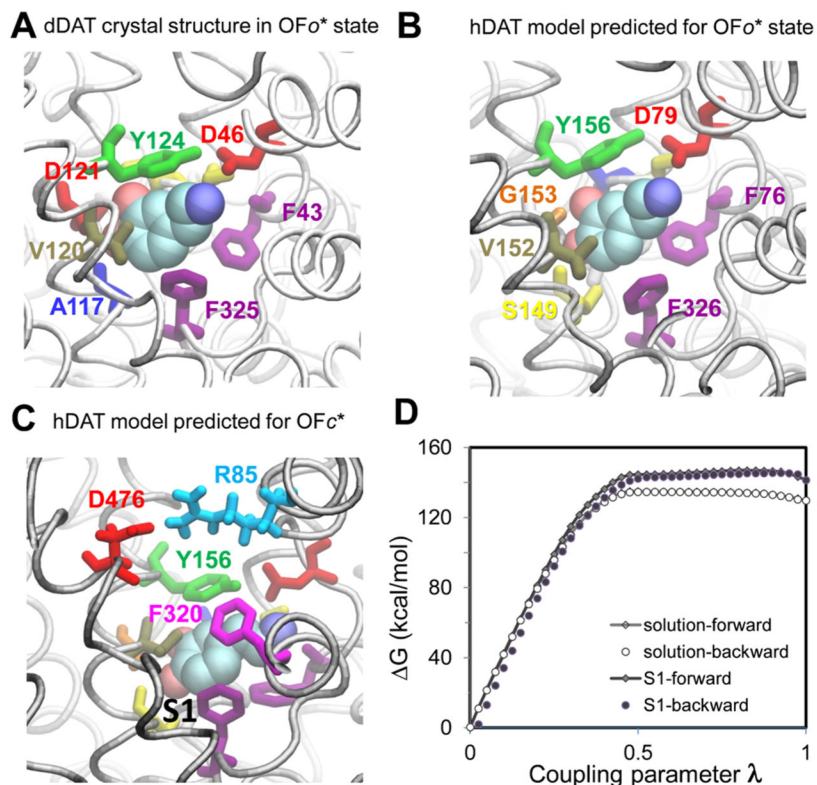 A dDAT crystal structure in OFo* state
Y124
D46
D121
F43
V120
A117
F325
B hDAT model predicted for OFo* state
Y156
D79
G153
F76
V152
S149
F326
C hDAT model predicted for OFc*
R85
D476
Y156
F320
S1
D
160
120
80
40
0
ΔG (kcal/mol)
solution-forward
solution-backward
S1-forward
S1-backward
0 0.5 1
Coupling parameter λ